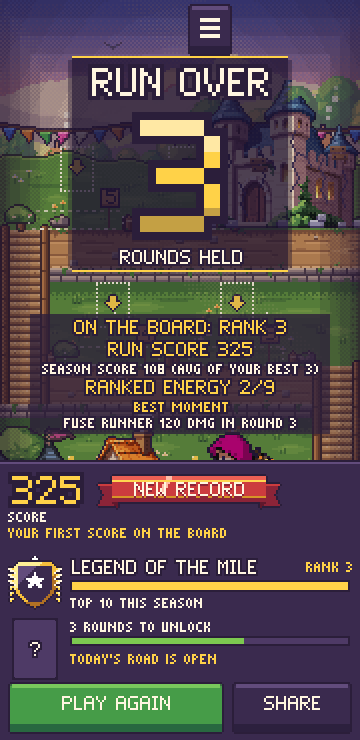 RUN OVER
5
3
ROUNDS HELD
ON THE BOARD: RANK 3
RUN SCORE 325
SEASON SCORE 108 (AVG OF YOUR BEST 3)
RANKED ENERGY 2/9
BEST MOMENT
FUSE RUNNER 120 DMG IN ROUND 3
325
NEW RECORD
SCORE
YOUR FIRST SCORE ON THE BOARD
LEGEND OF THE MILE
RANK 3
TOP 10 THIS SEASON
3 ROUNDS TO UNLOCK
?
TODAY'S ROAD IS OPEN
PLAY AGAIN
SHARE